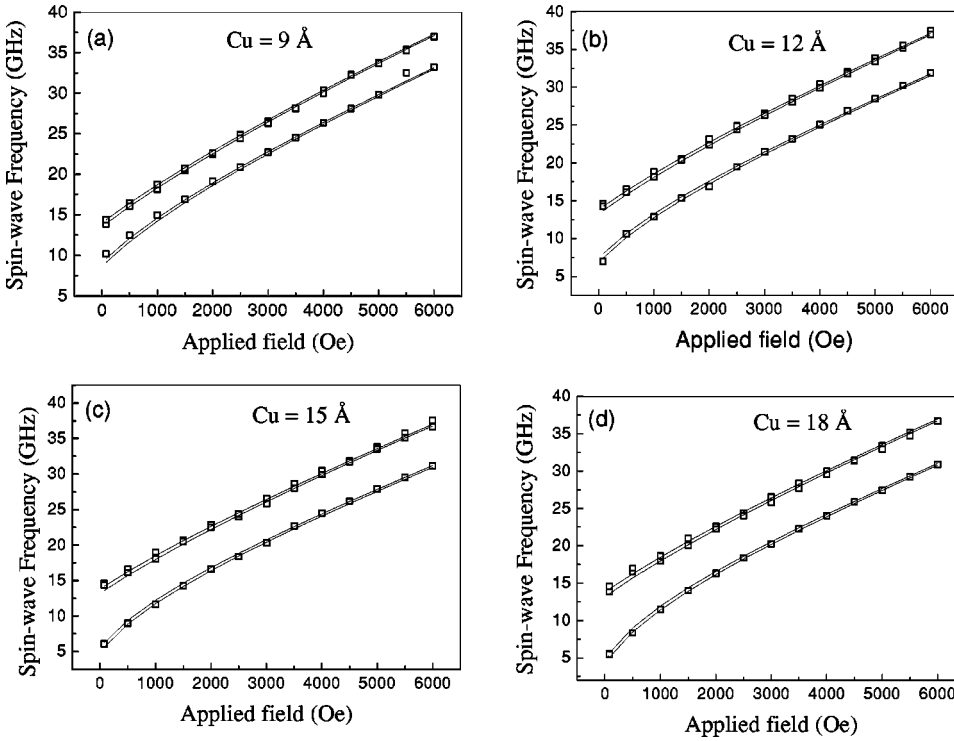 (a)
Cu = 9 Å
Spin-wave Frequency (GHz)
40
35
30
25
20
15
10
5
0 1000 2000 3000 4000 5000 6000
Applied field (Oe)
(b)
Cu = 12 Å
Spin-wave Frequency (GHz)
40
35
30
25
20
15
10
5
0 1000 2000 3000 4000 5000 6000
Applied field (Oe)
(c)
Cu = 15 Å
Spin-wave Frequency (GHz)
40
35
30
25
20
15
10
5
0 1000 2000 3000 4000 5000 6000
Applied field (Oe)
(d)
Cu = 18 Å
Spin-wave Frequency (GHz)
40
35
30
25
20
15
10
5
0 1000 2000 3000 4000 5000 6000
Applied field (Oe)